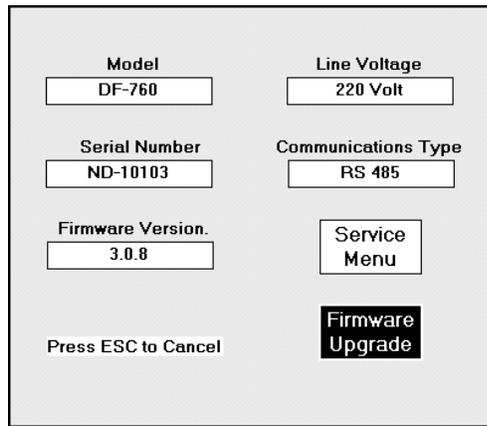 Model
DF-760
Line Voltage
220 Volt
Serial Number
ND-10103
Communications Type
RS 485
Firmware Version.
3.0.8
Service
Menu
Press ESC to Cancel
Firmware
Upgrade